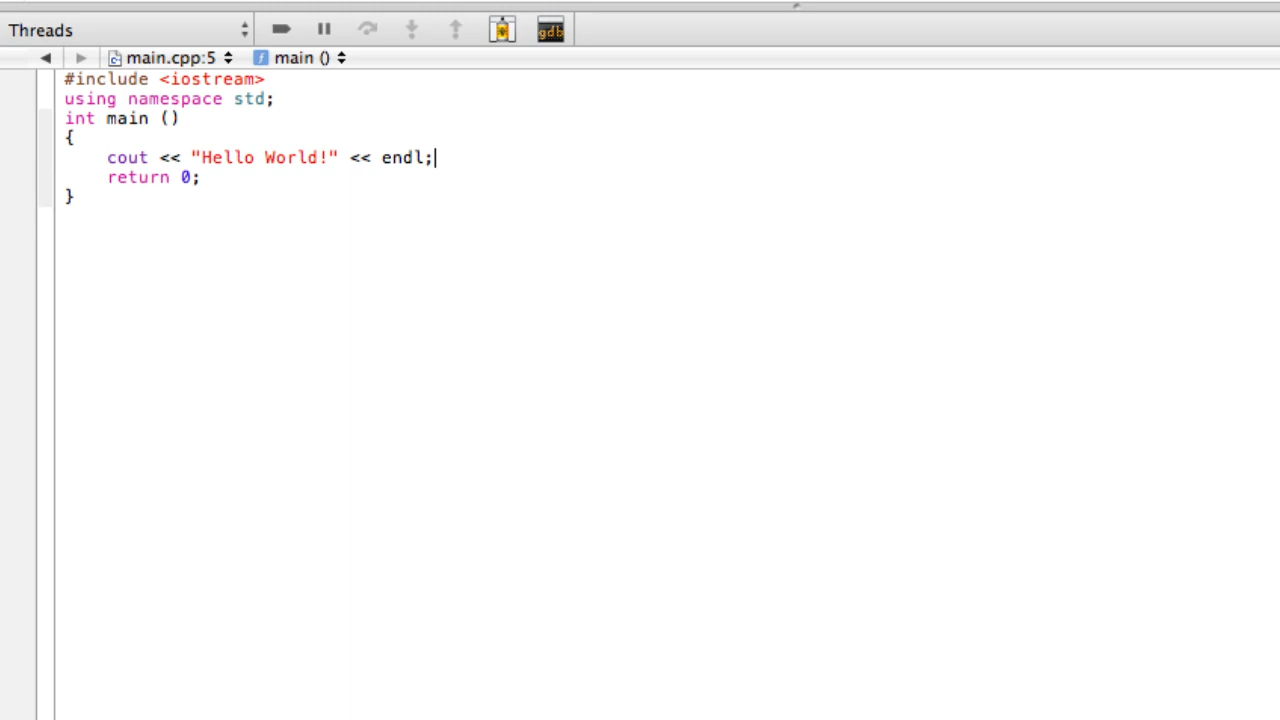 Threads
gdb
main.cpp:5 main ()
#include <iostream>
using namespace std;
int main ()
{
    cout << "Hello World!" << endl;
    return 0;
}